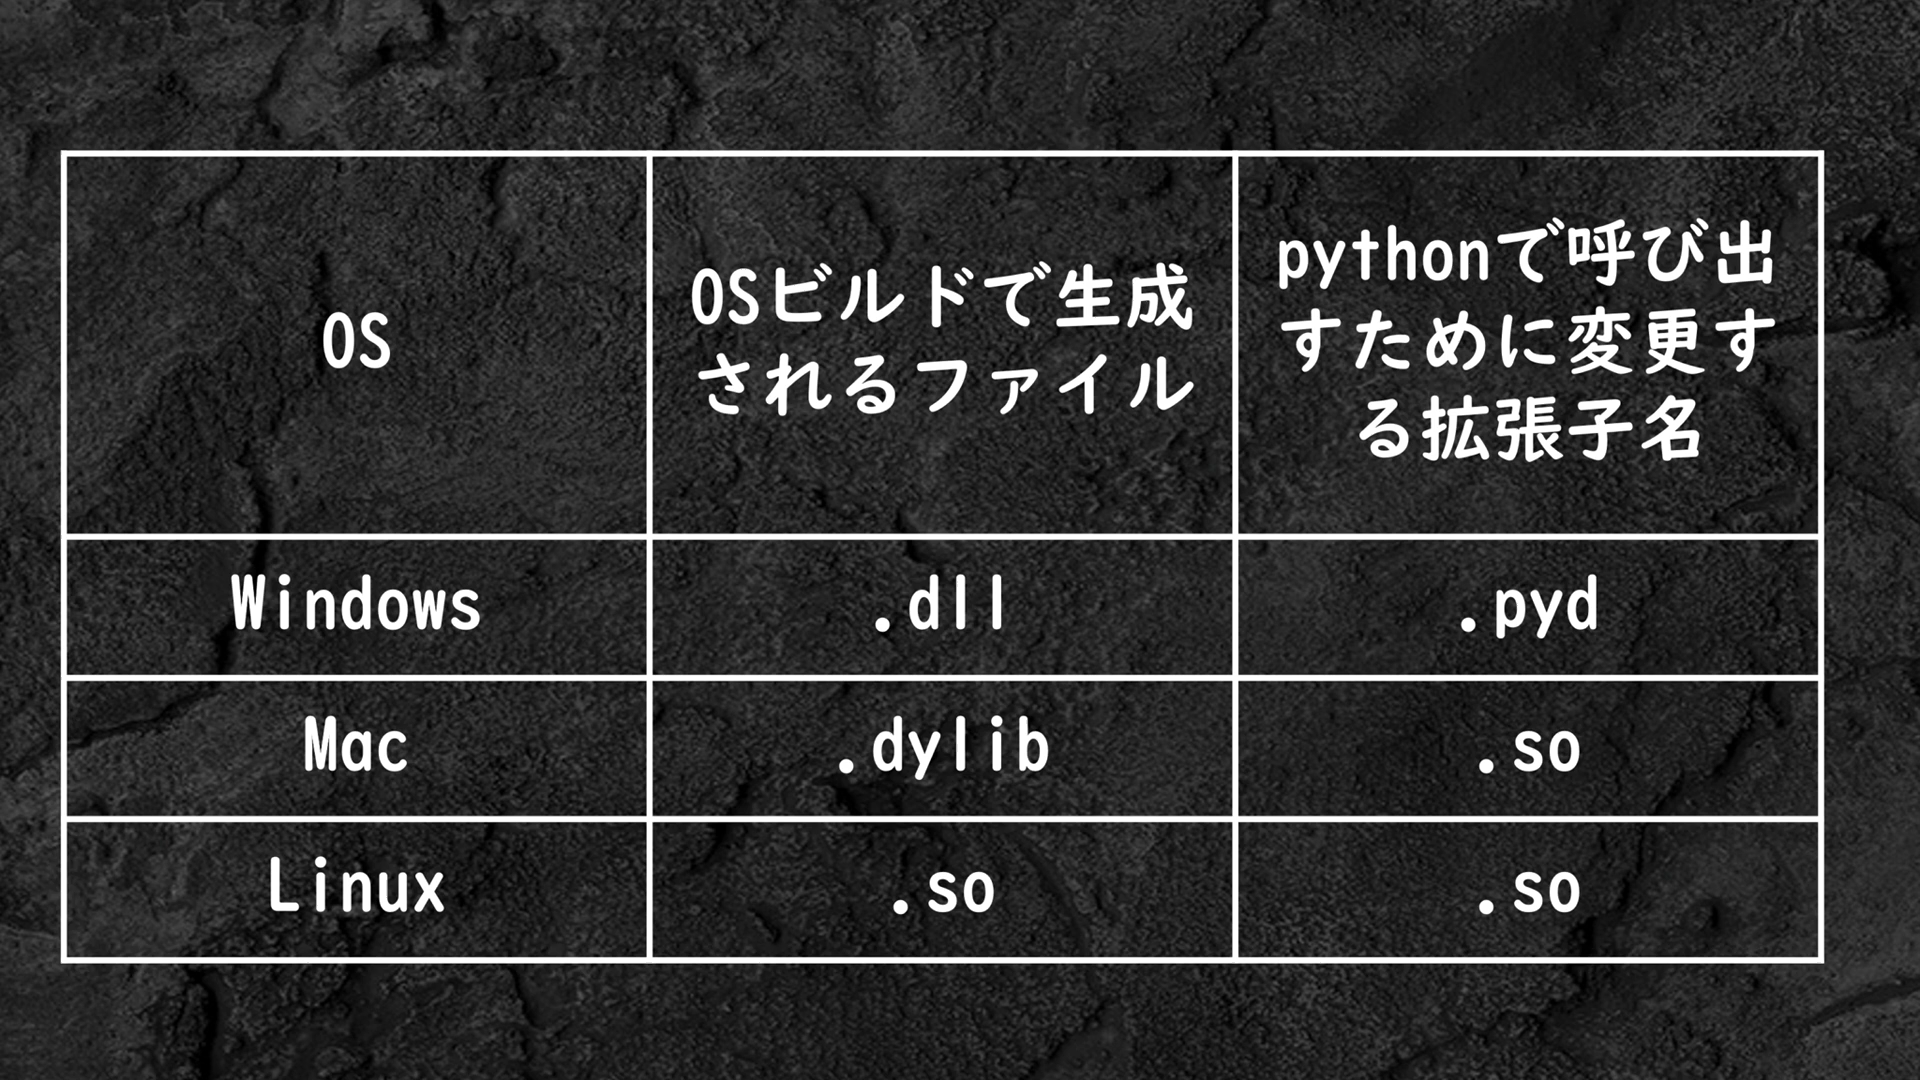 OS
OSビルドで生成
されるファイル
pythonで呼び出
すために変更す
る拡張子名
Windows
.dll
.pyd
Mac
.dylib
.so
Linux
.so
.so